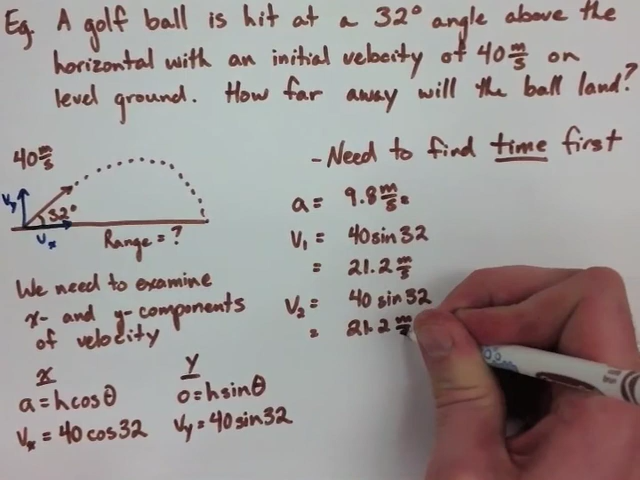 Eg. A golf ball is hit at a 32° angle above the
horizontal with an initial velocity of 40 m/s on
level ground. How far away will the ball land?
40 m/s
Vy
32°
Vx
Range = ?
We need to examine
x- and y-components
of velocity
x
a = hcosθ
Vx = 40cos32
y
o = hsinθ
Vy = 40sin32
- Need to find time first
a = 9.8 m/s²
V₁ = 40sin32
= 21.2 m/s
V₂ = 40sin32
= 21.2 m